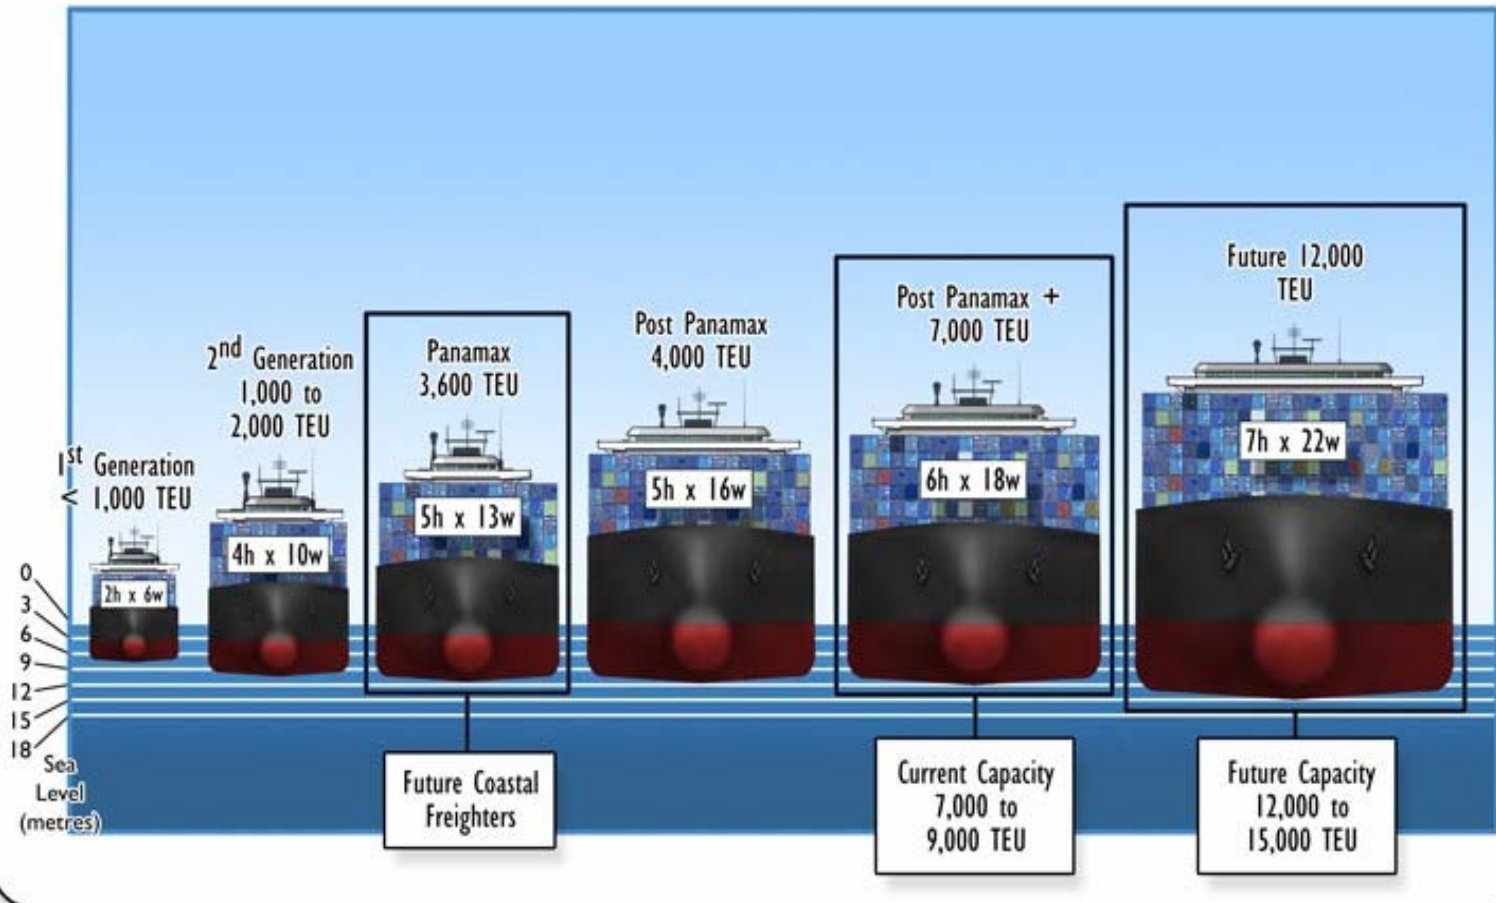 1st Generation
< 1,000 TEU
2nd Generation
1,000 to
2,000 TEU
Panamax
3,600 TEU
Post Panamax
4,000 TEU
Post Panamax +
7,000 TEU
Future 12,000
TEU
2h x 6w
4h x 10w
5h x 13w
5h x 16w
6h x 18w
7h x 22w
0
3
6
9
12
15
18
Sea
Level
(metres)
Future Coastal
Freighters
Current Capacity
7,000 to
9,000 TEU
Future Capacity
12,000 to
15,000 TEU